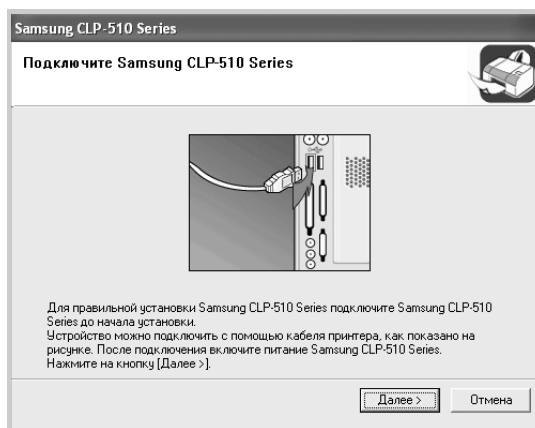 Samsung CLP-510 Series
Подключите Samsung CLP-510 Series
Для правильной установки Samsung CLP-510 Series подключите Samsung CLP-510
Series до начала установки.
Устройство можно подключить с помощью кабеля принтера, как показано на
рисунке. После подключения включите питание Samsung CLP-510 Series.
Нажмите на кнопку [Далее >].
Далее >
Отмена